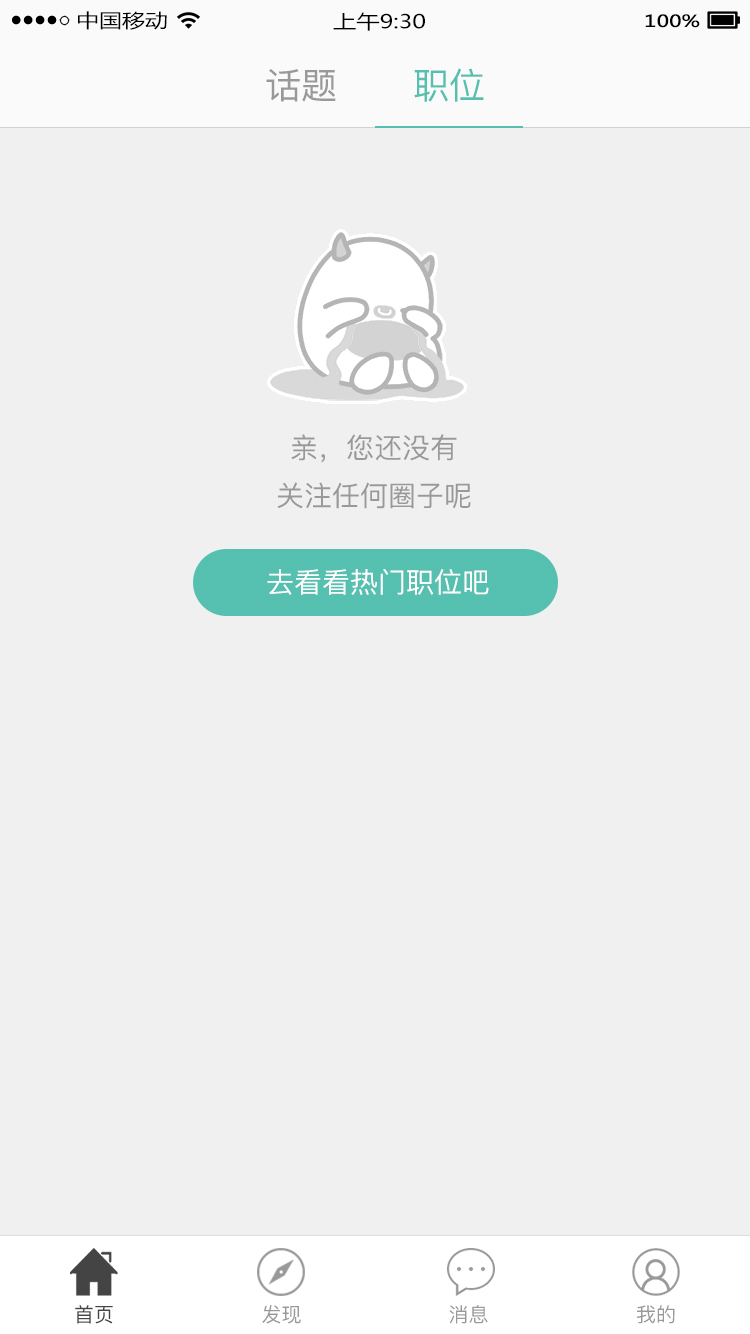 中国移动 上午9:30 100%
话题 职位
亲，您还没有
关注任何圈子呢
去看看热门职位吧
首页 发现 消息 我的